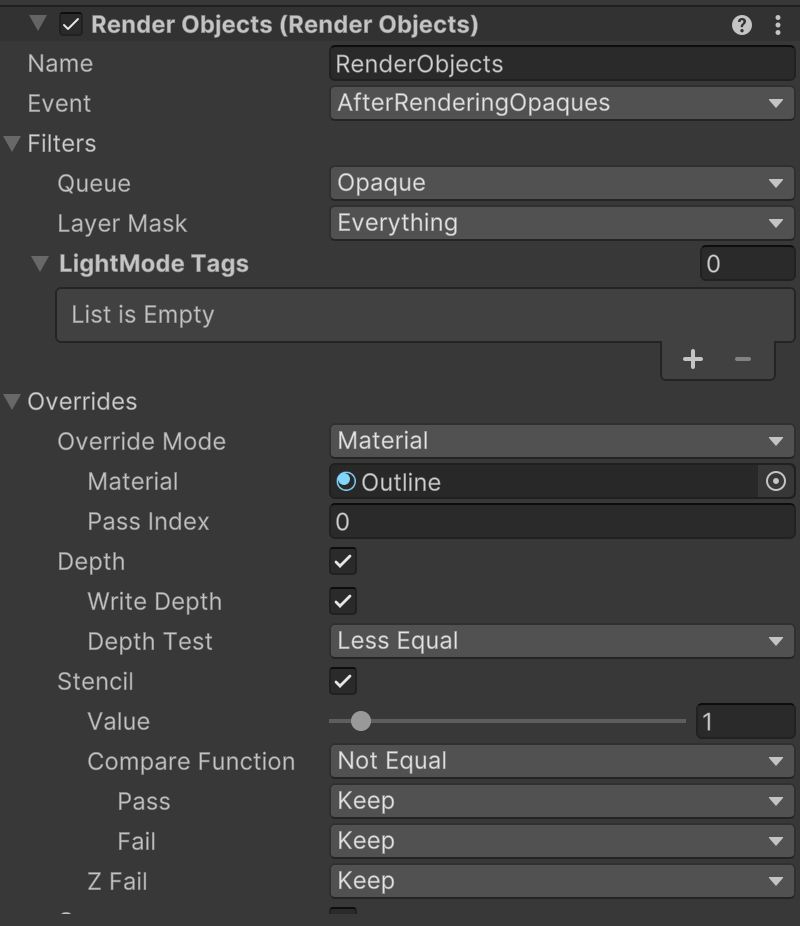 Render Objects (Render Objects)
Name RenderObjects
Event AfterRenderingOpaques
Filters
Queue Opaque
Layer Mask Everything
LightMode Tags 0
List is Empty
Overrides
Override Mode Material
Material Outline
Pass Index 0
Depth
Write Depth
Depth Test Less Equal
Stencil
Value 1
Compare Function Not Equal
Pass Keep
Fail Keep
Z Fail Keep